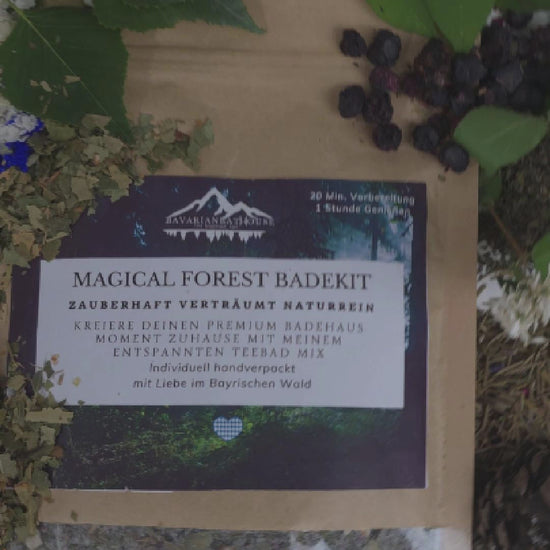 BAVARIANBATHOUSE
20 Min. Vorbereitung
1 Stunde Genießen
MAGICAL FOREST BADEKIT
ZAUBERHAFT VERTRÄUMT NATURREIN
KREIERE DEINEN PREMIUM BADEHAUS
MOMENT ZUHAUSE MIT MEINEM
ENTSPANNTEN TEEBAD MIX
Individuell handverpackt
mit Liebe im Bayrischen Wald